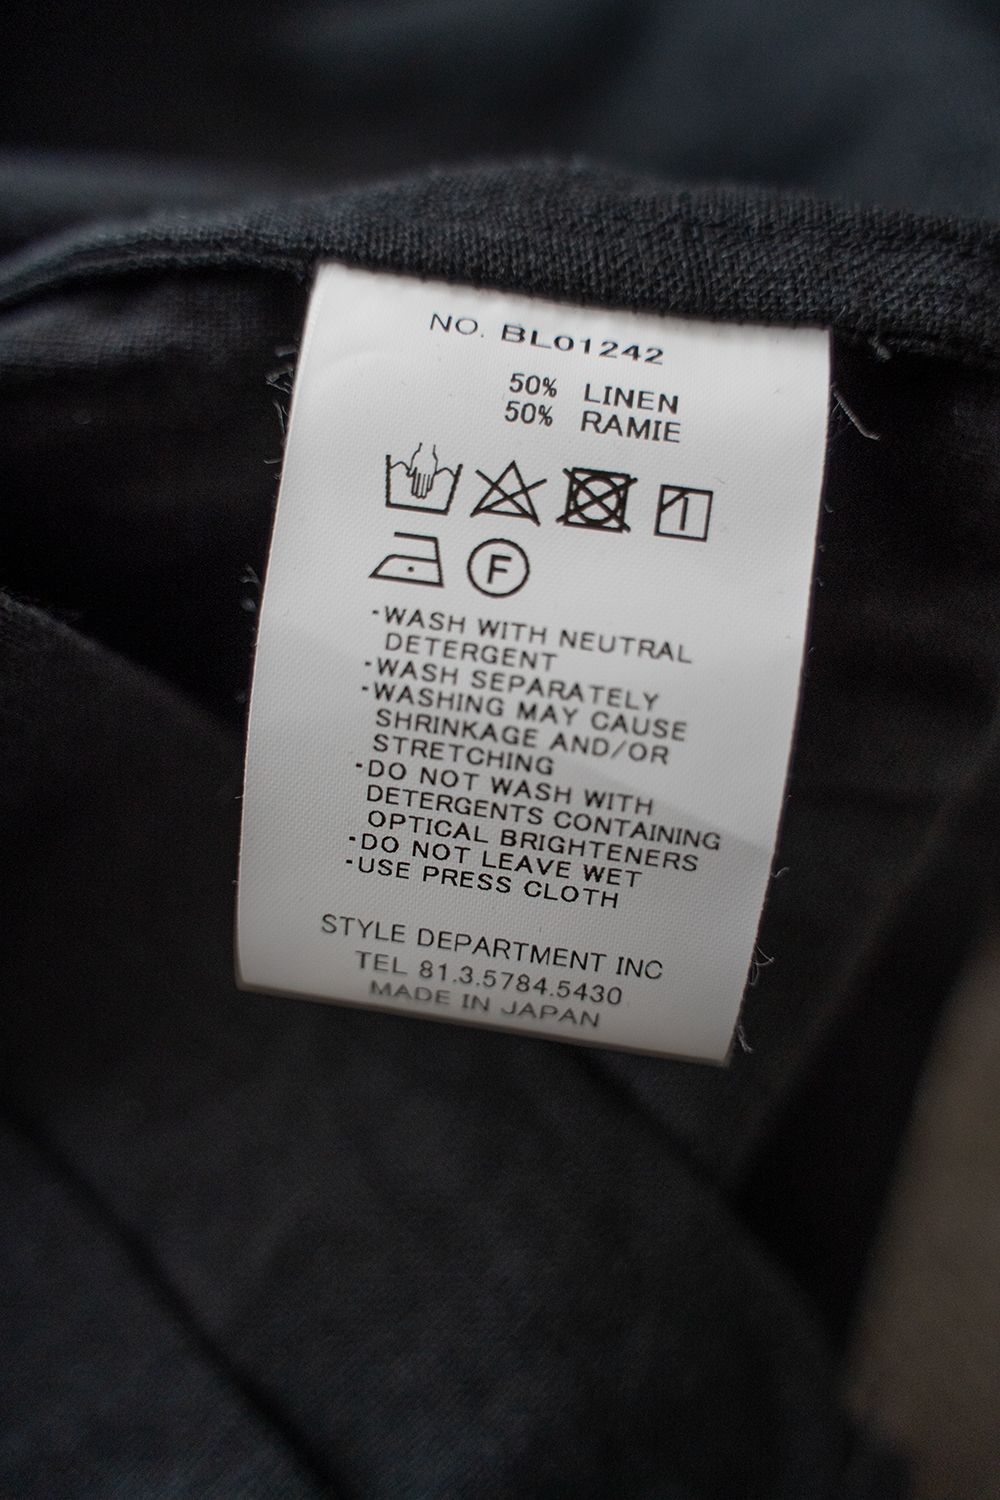 NO. BL01242
50% LINEN
50% RAMIE
F
-WASH WITH NEUTRAL
DETERGENT
-WASH SEPARATELY
-WASHING MAY CAUSE
SHRINKAGE AND/OR
STRETCHING
-DO NOT WASH WITH
DETERGENTS CONTAINING
OPTICAL BRIGHTENERS
-DO NOT LEAVE WET
-USE PRESS CLOTH
STYLE DEPARTMENT INC
TEL 81.3.5784.5430
MADE IN JAPAN